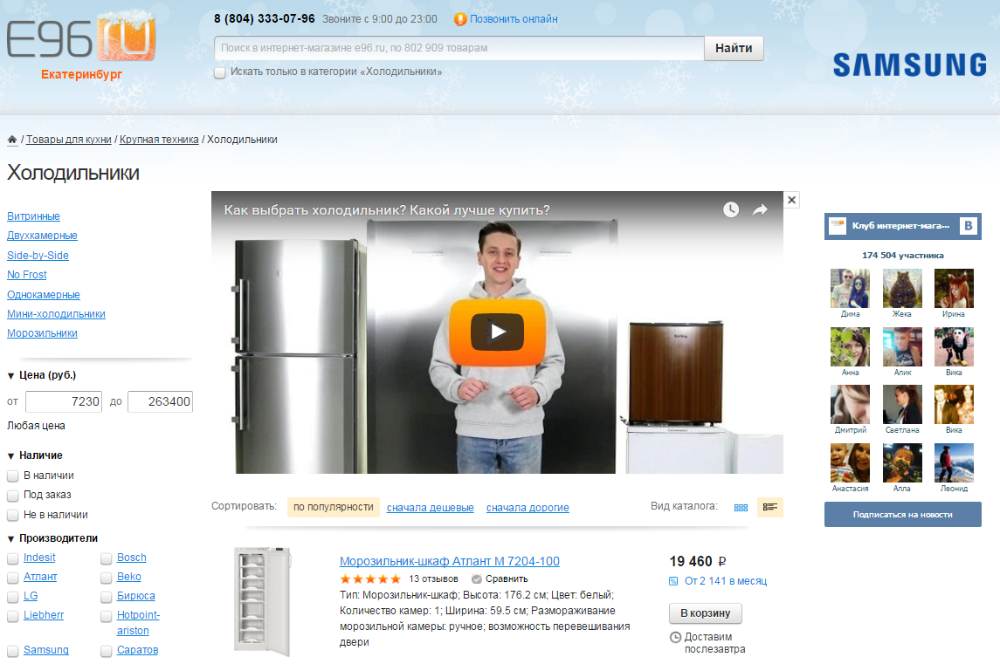 E96.ru
Екатеринбург
8 (804) 333-07-96 Звоните с 9:00 до 23:00 Позвонить онлайн
Поиск в интернет-магазине e96.ru, по 802 909 товарам
Найти
Искать только в категории «Холодильники»
SAMSUNG
/ Товары для кухни / Крупная техника / Холодильники
Холодильники
Витринные
Двухкамерные
Side-by-Side
No Frost
Однокамерные
Мини-холодильники
Морозильники
▼ Цена (руб.)
от 7230 до 263400
Любая цена
▼ Наличие
В наличии
Под заказ
Не в наличии
▼ Производители
Indesit Bosch
Атлант Beko
LG Бирюса
Liebherr Hotpoint-
ariston
Samsung Саратов
Как выбрать холодильник? Какой лучше купить?
Сортировать: по популярности сначала дешевые сначала дорогие Вид каталога:
Морозильник-шкаф Атлант М 7204-100
13 отзывов Сравнить
Тип: Морозильник-шкаф; Высота: 176.2 см; Цвет: белый;
Количество камер: 1; Ширина: 59.5 см; Размораживание
морозильной камеры: ручное; возможность перевешивания
двери
19 460 ₽
От 2 141 в месяц
В корзину
Доставим
послезавтра
Клуб интернет-мага... В
174 504 участника
Дима Жека Ирина
Анна Алик Вика
Дмитрий Светлана Вика
Анастасия Алла Леонид
Подписаться на новости